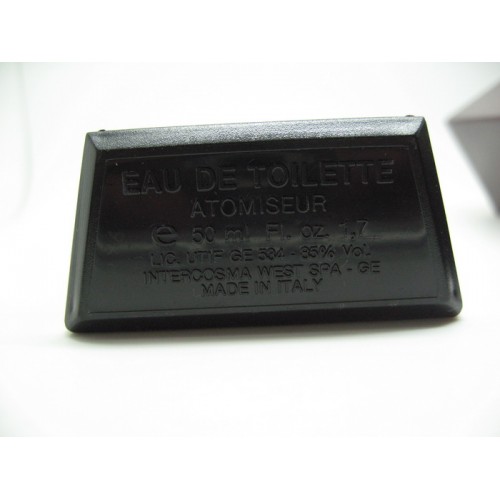 EAU DE TOILETTE
ATOMISEUR
℮ 50 ml Fl. oz. 1,7
LIC. UTIF GE 534 - 85% Vol.
INTERCOSMA WEST SPA - GE
MADE IN ITALY